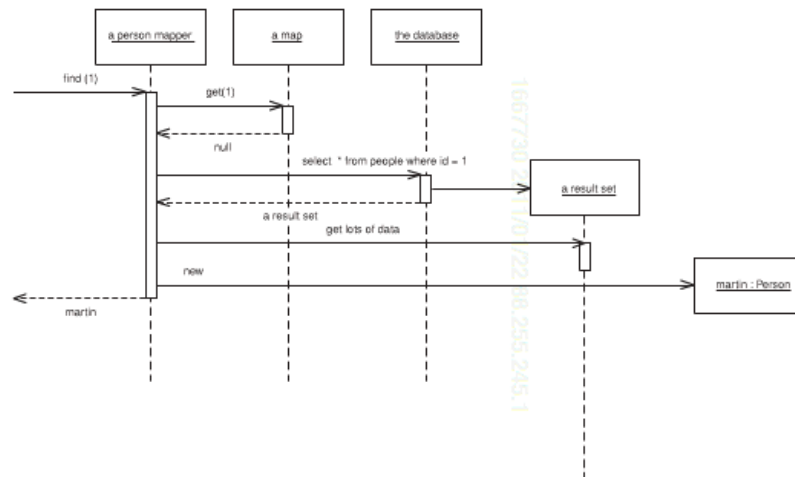 a person mapper
a map
the database
find (1)
get(1)
null
select * from people where id = 1
a result set
a result set
get lots of data
new
martin : Person
martin